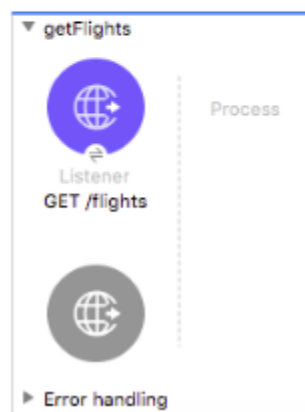 getFlights
Process
Listener
GET /flights
Error handling